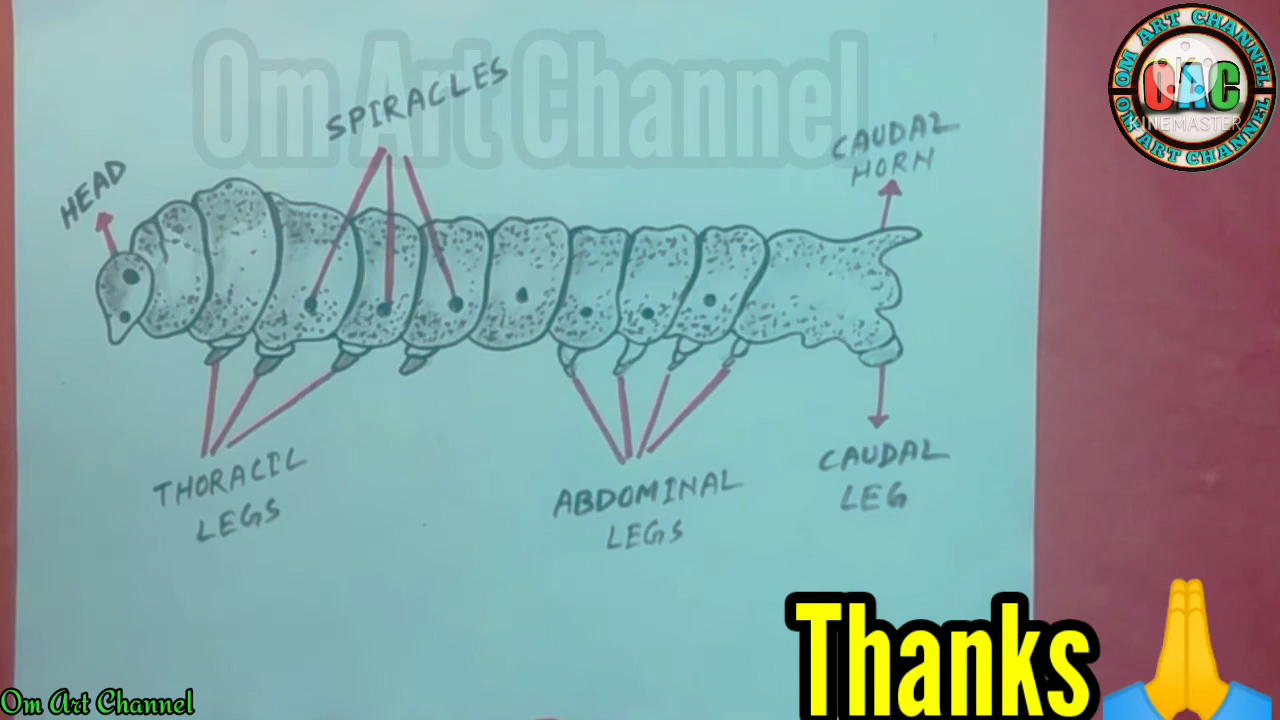 Om Art Channel
SPIRACLES
HEAD
CAUDAL
HORN
THORACIL
LEGS
ABDOMINAL
LEGS
CAUDAL
LEG
OM ART CHANNEL
OAC
KINEMASTER
OM ART CHANNEL
Thanks
Om Art Channel